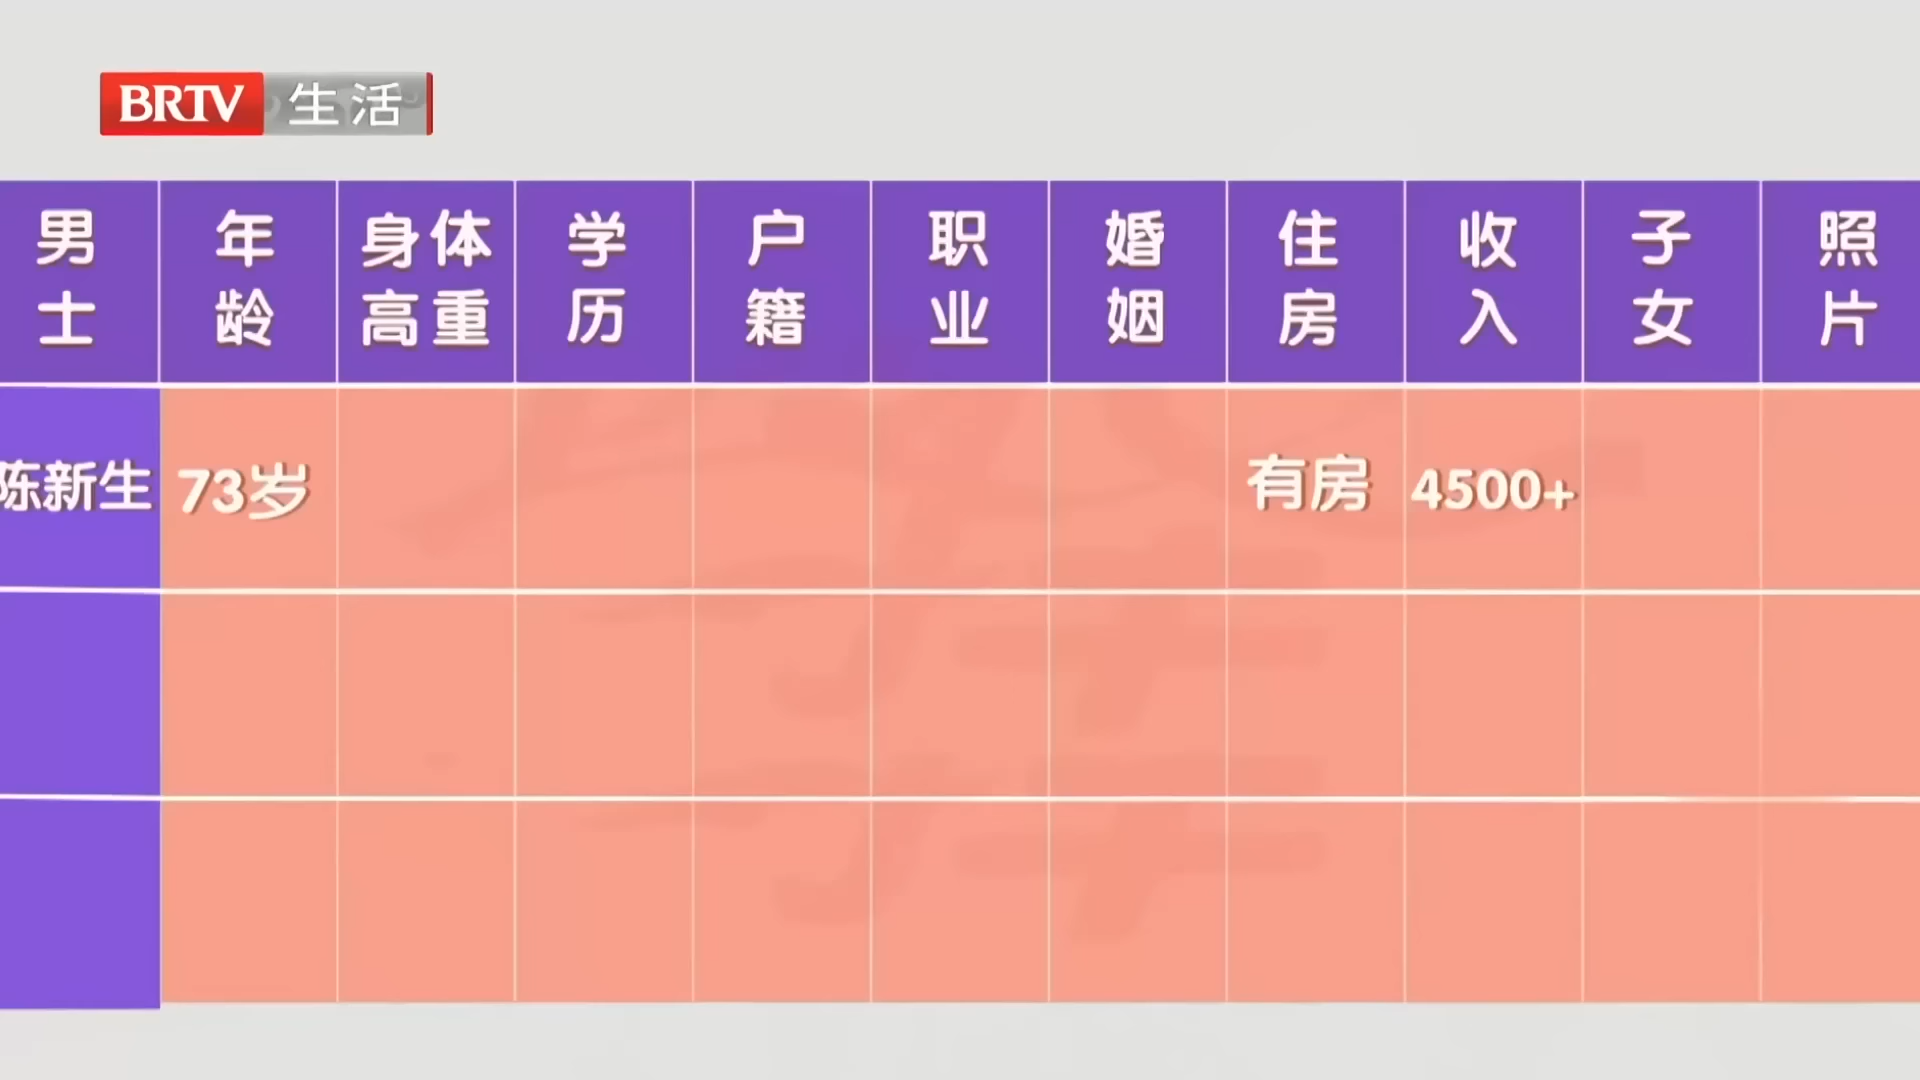 BRTV 生活
男士 年龄 身体高重 学历 户籍 职业 婚姻 住房 收入 子女 照片
陈新生 73岁 有房 4500+